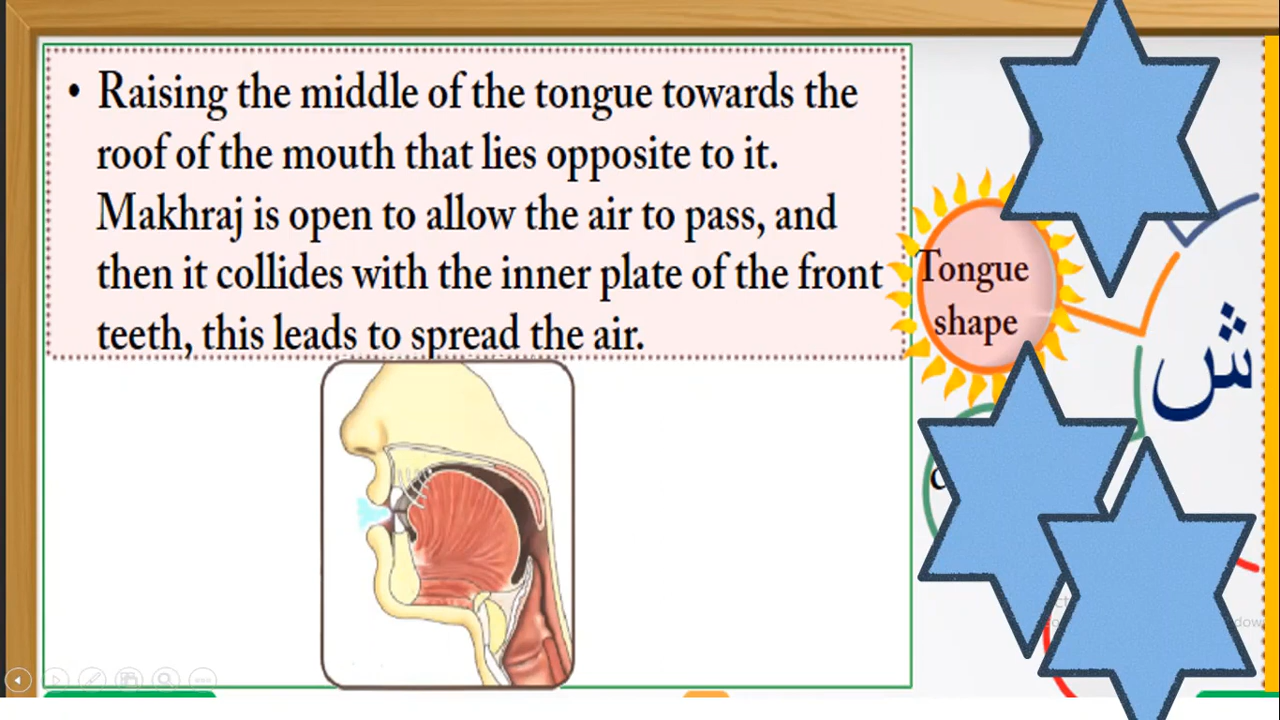 • Raising the middle of the tongue towards the
roof of the mouth that lies opposite to it.
Makhraj is open to allow the air to pass, and
then it collides with the inner plate of the front
teeth, this leads to spread the air.
Tongue
shape
ش